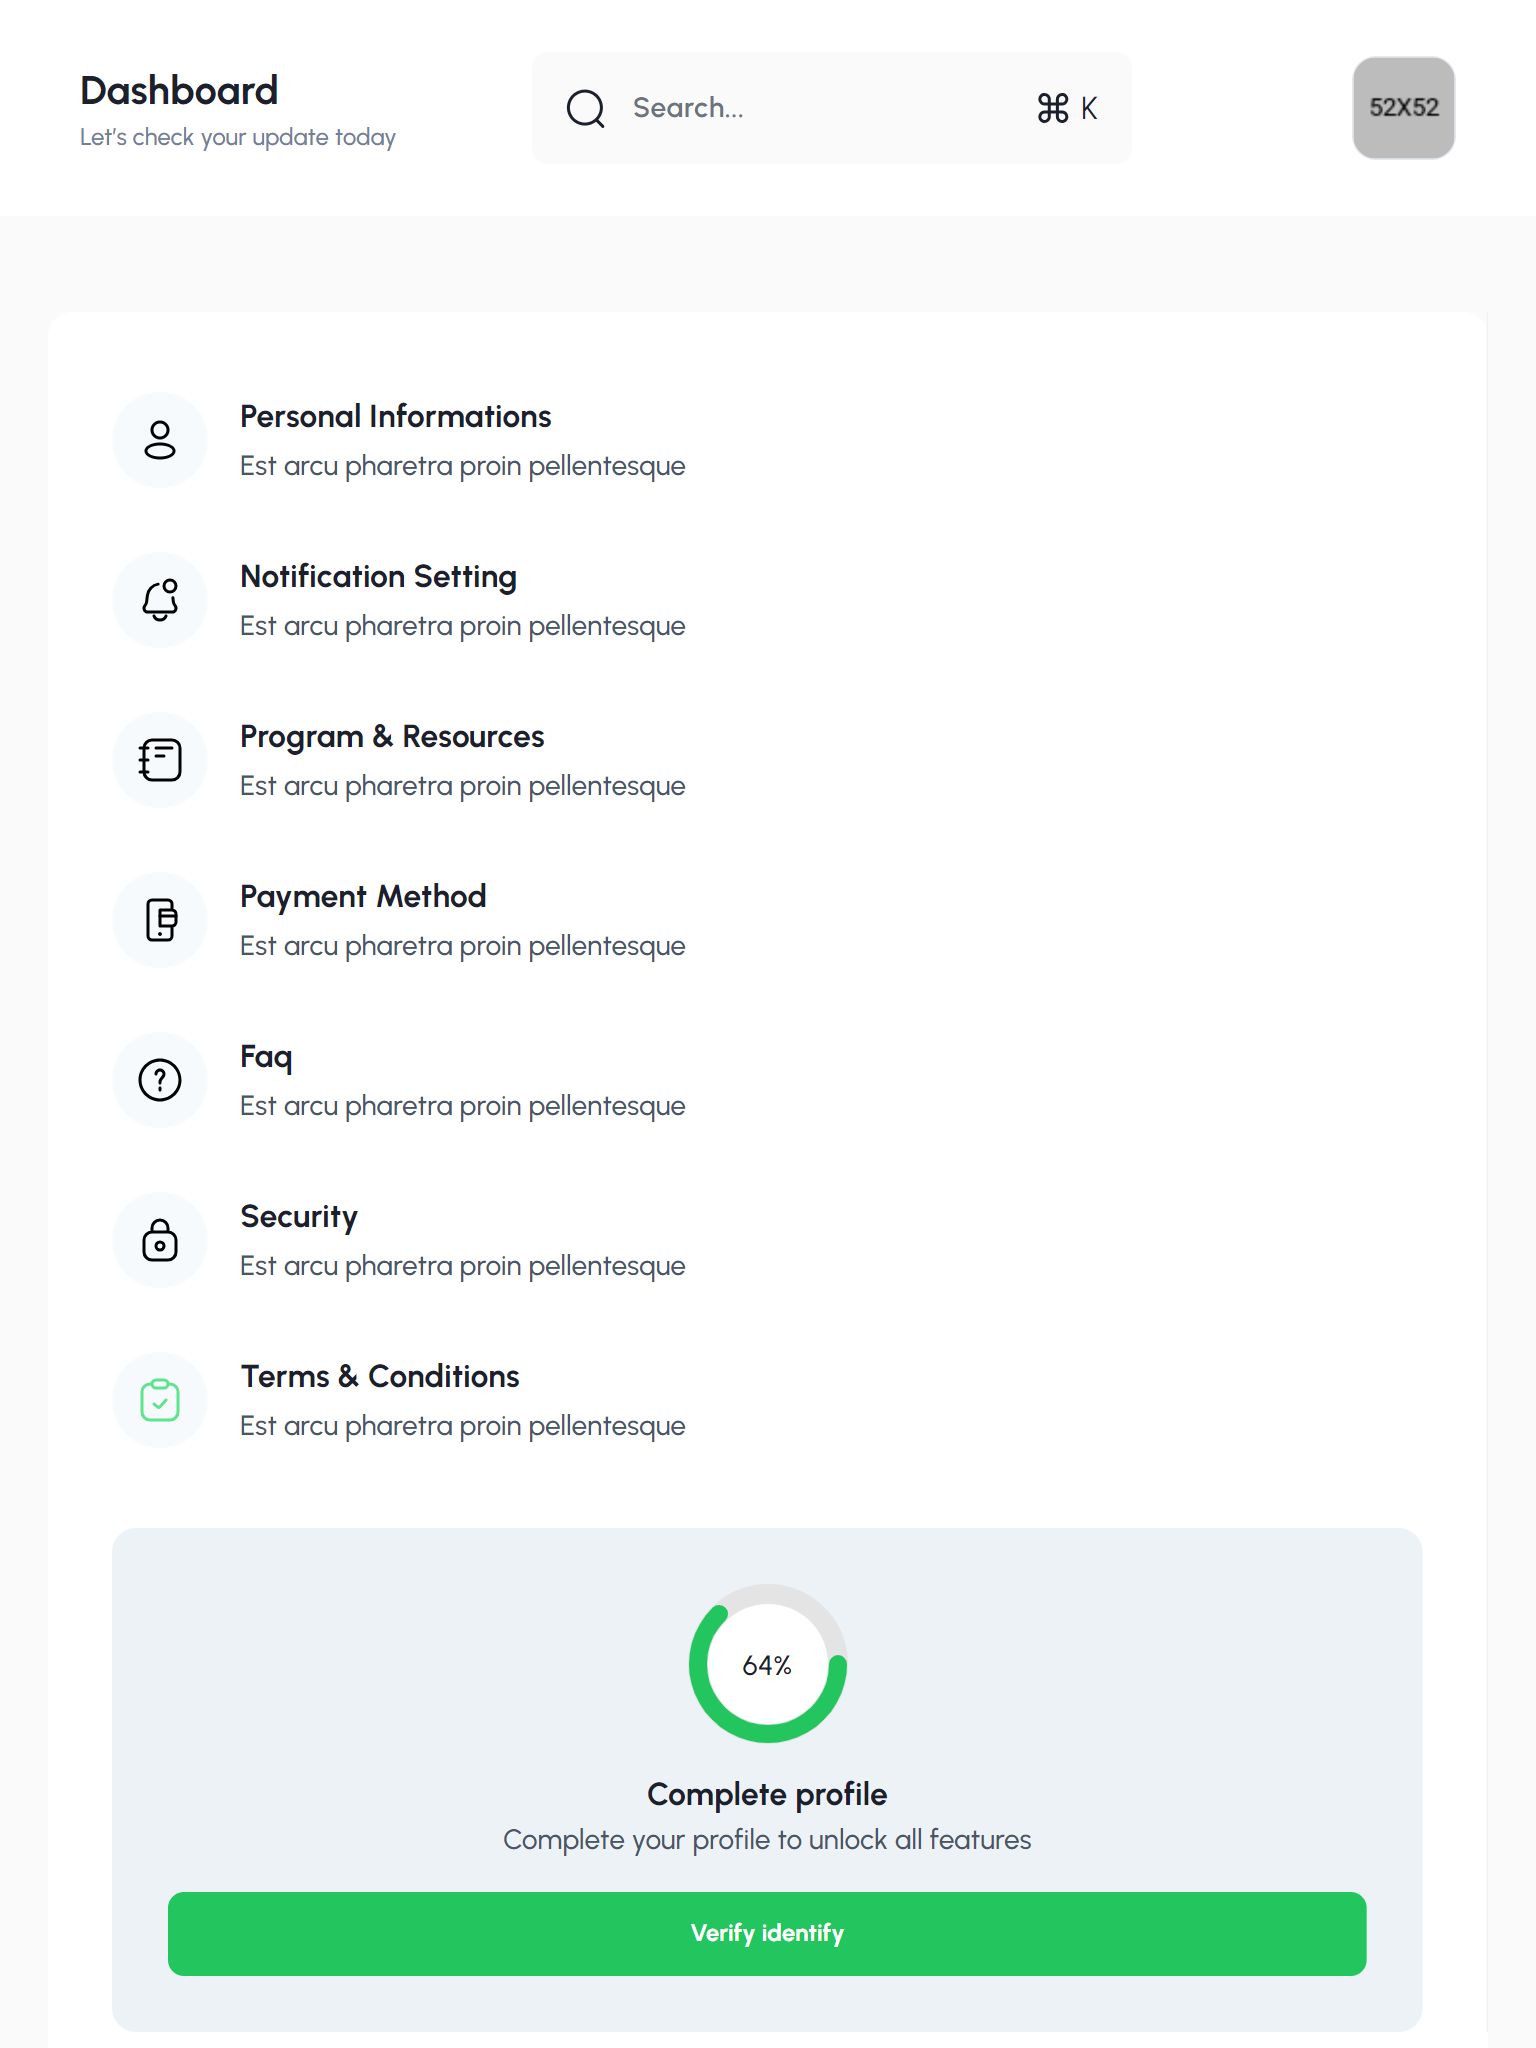 Dashboard
Let's check your update today
Search...
⌘ K
52X52
Personal Informations
Est arcu pharetra proin pellentesque
Notification Setting
Est arcu pharetra proin pellentesque
Program & Resources
Est arcu pharetra proin pellentesque
Payment Method
Est arcu pharetra proin pellentesque
Faq
Est arcu pharetra proin pellentesque
Security
Est arcu pharetra proin pellentesque
Terms & Conditions
Est arcu pharetra proin pellentesque
64%
Complete profile
Complete your profile to unlock all features
Verify identify